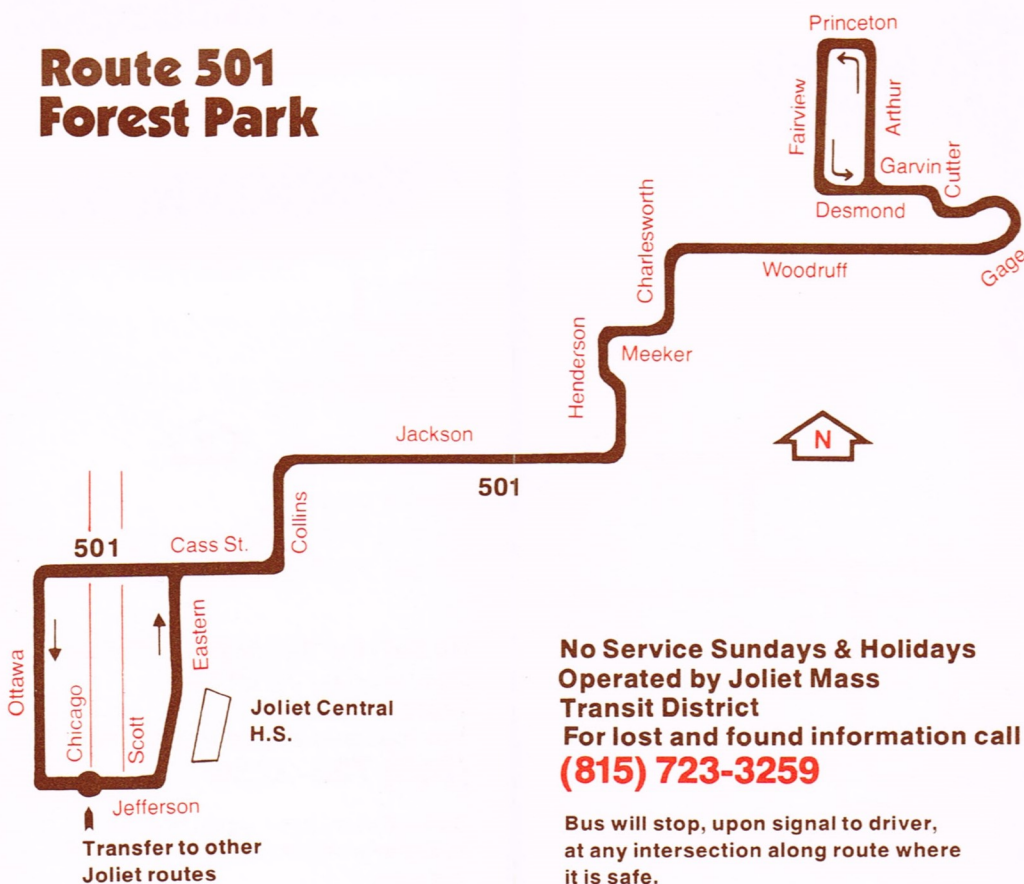 Route 501
Forest Park
Princeton
Fairview
Arthur
Garvin
Cutter
Desmond
Charlesworth
Woodruff
Gage
Henderson
Meeker
N
Jackson
501
Collins
501
Cass St.
Eastern
Ottawa
Chicago
Scott
Joliet Central
H.S.
Jefferson
Transfer to other
Joliet routes
No Service Sundays & Holidays
Operated by Joliet Mass
Transit District
For lost and found information call
(815) 723-3259
Bus will stop, upon signal to driver,
at any intersection along route where
it is safe.